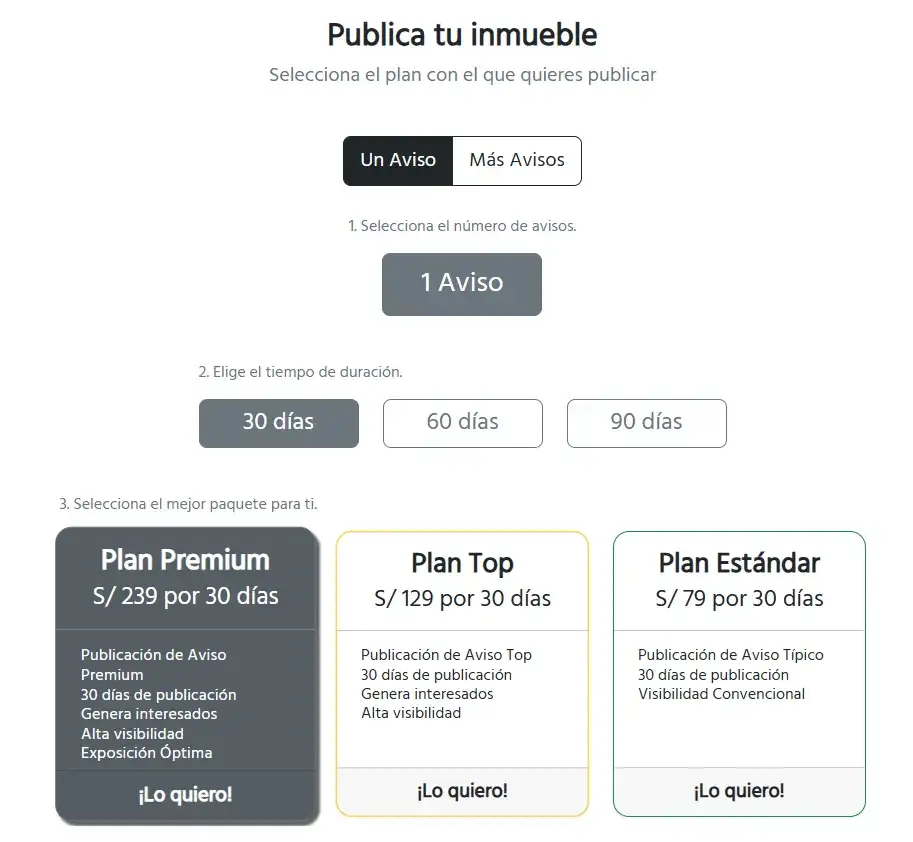 Publica tu inmueble
Selecciona el plan con el que quieres publicar
Un Aviso
Más Avisos
1. Selecciona el número de avisos.
1 Aviso
2. Elige el tiempo de duración.
30 días
60 días
90 días
3. Selecciona el mejor paquete para ti.
Plan Premium
S/ 239 por 30 días
Publicación de Aviso
Premium
30 días de publicación
Genera interesados
Alta visibilidad
Exposición Óptima
¡Lo quiero!
Plan Top
S/ 129 por 30 días
Publicación de Aviso Top
30 días de publicación
Genera interesados
Alta visibilidad
¡Lo quiero!
Plan Estándar
S/ 79 por 30 días
Publicación de Aviso Típico
30 días de publicación
Visibilidad Convencional
¡Lo quiero!